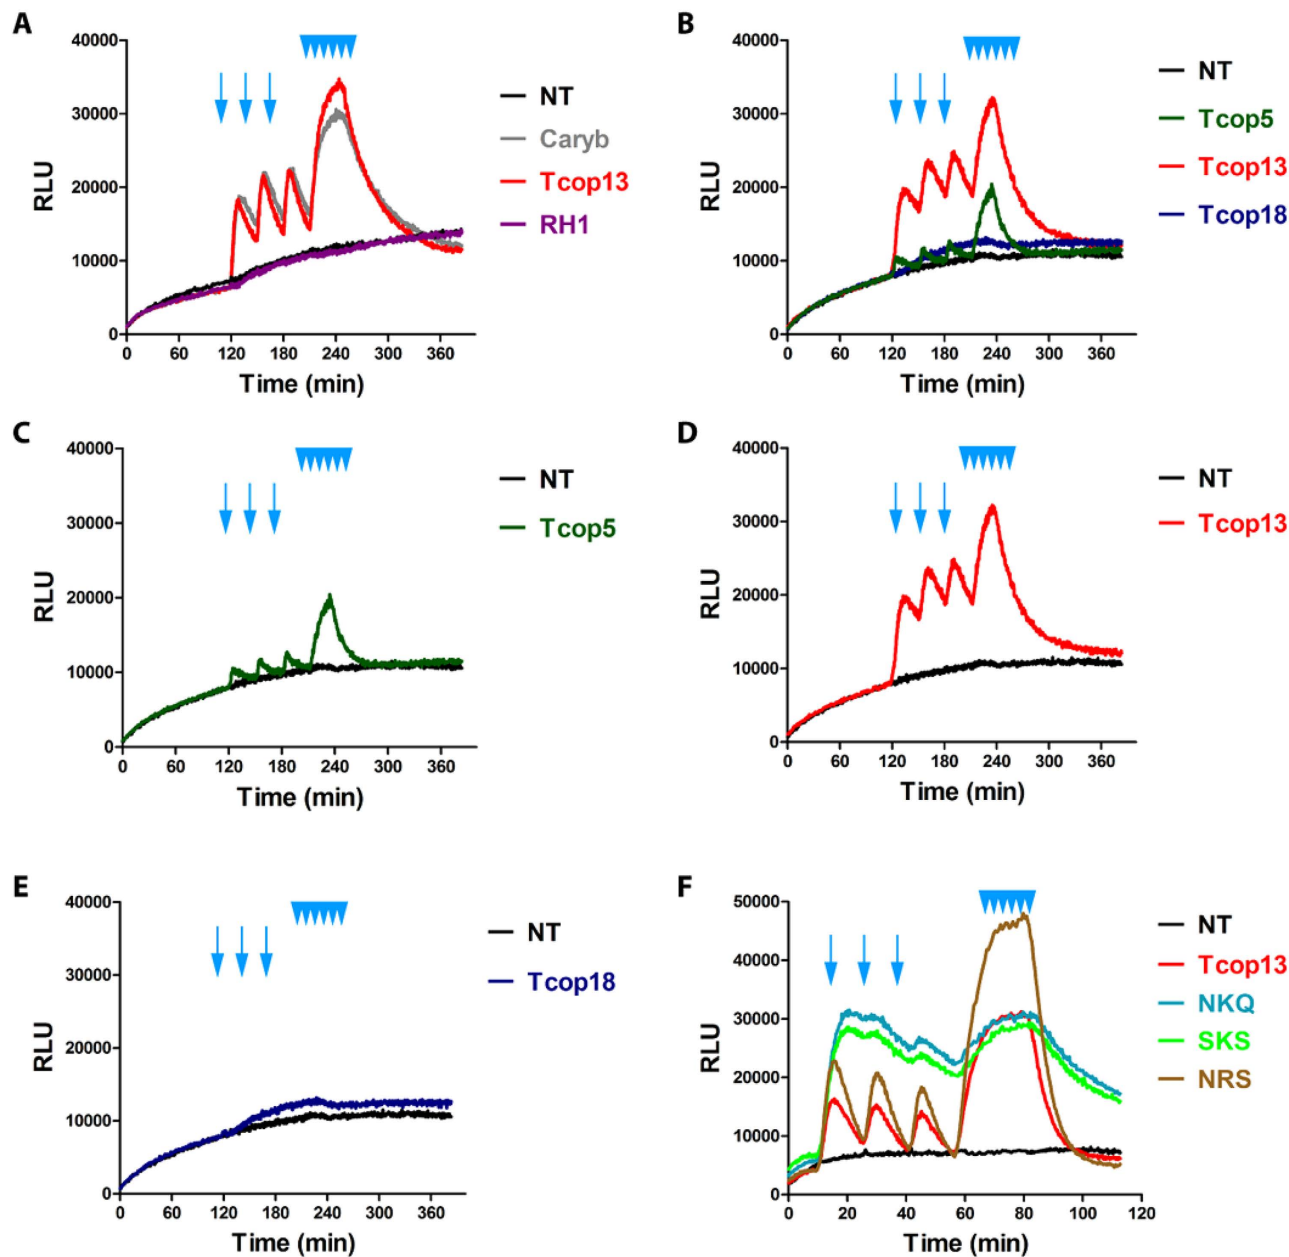 A
40000
30000
20000
10000
0
RLU
0 60 120 180 240 300 360
Time (min)
NT
Caryb
Tcop13
RH1
B
40000
30000
20000
10000
0
RLU
0 60 120 180 240 300 360
Time (min)
NT
Tcop5
Tcop13
Tcop18
C
40000
30000
20000
10000
0
RLU
0 60 120 180 240 300 360
Time (min)
NT
Tcop5
D
40000
30000
20000
10000
0
RLU
0 60 120 180 240 300 360
Time (min)
NT
Tcop13
E
40000
30000
20000
10000
0
RLU
0 60 120 180 240 300 360
Time (min)
NT
Tcop18
F
50000
40000
30000
20000
10000
0
RLU
0 20 40 60 80 100 120
Time (min)
NT
Tcop13
NKQ
SKS
NRS